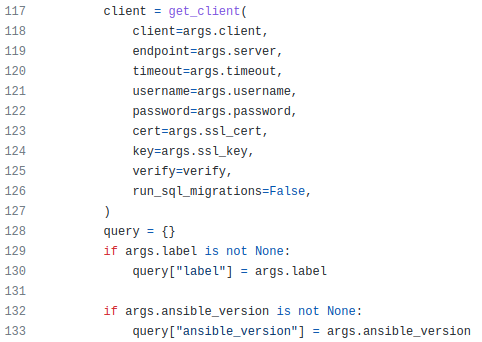 117 client = get_client(
118 client=args.client,
119 endpoint=args.server,
120 timeout=args.timeout,
121 username=args.username,
122 password=args.password,
123 cert=args.ssl_cert,
124 key=args.ssl_key,
125 verify=verify,
126 run_sql_migrations=False,
127 )
128 query = {}
129 if args.label is not None:
130 query["label"] = args.label
131
132 if args.ansible_version is not None:
133 query["ansible_version"] = args.ansible_version